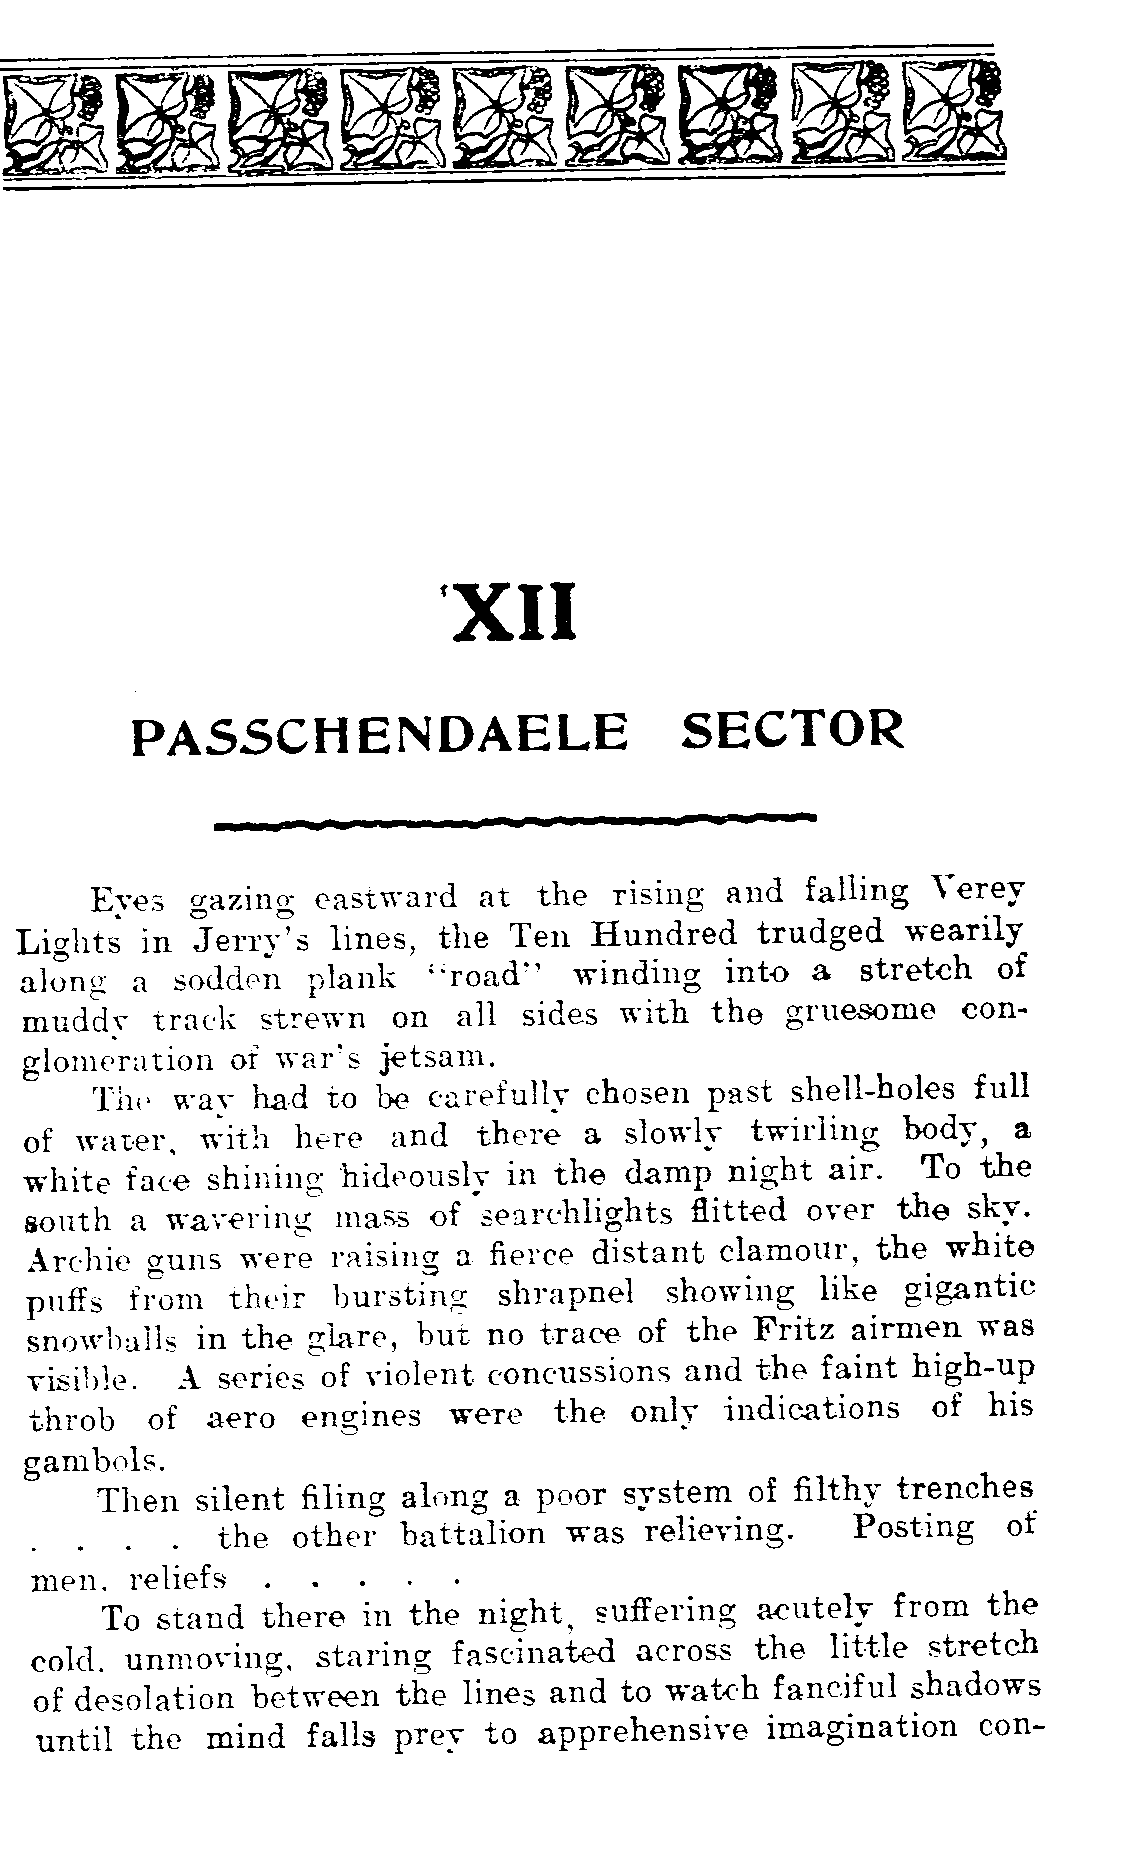 XII
PASSCHENDAELE SECTOR
Eyes gazing eastward at the rising and falling Verey
Lights in Jerry's lines, the Ten Hundred trudged wearily
along a sodden plank "road" winding into a stretch of
muddy track strewn on all sides with the gruesome con-
glomeration of war's jetsam.
The way had to be carefully chosen past shell-holes full
of water, with here and there a slowly twirling body, a
white face shining hideously in the damp night air. To the
south a wavering mass of searchlights flitted over the sky.
Archie guns were raising a fierce distant clamour, the white
puffs from their bursting shrapnel showing like gigantic
snowballs in the glare, but no trace of the Fritz airmen was
visible. A series of violent concussions and the faint high-up
throb of aero engines were the only indications of his
gambols.
Then silent filing along a poor system of filthy trenches
. . . . the other battalion was relieving. Posting of
men, reliefs . . . . .
To stand there in the night, suffering acutely from the
cold, unmoving, staring fascinated across the little stretch
of desolation between the lines and to watch fanciful shadows
until the mind falls prey to apprehensive imagination con-